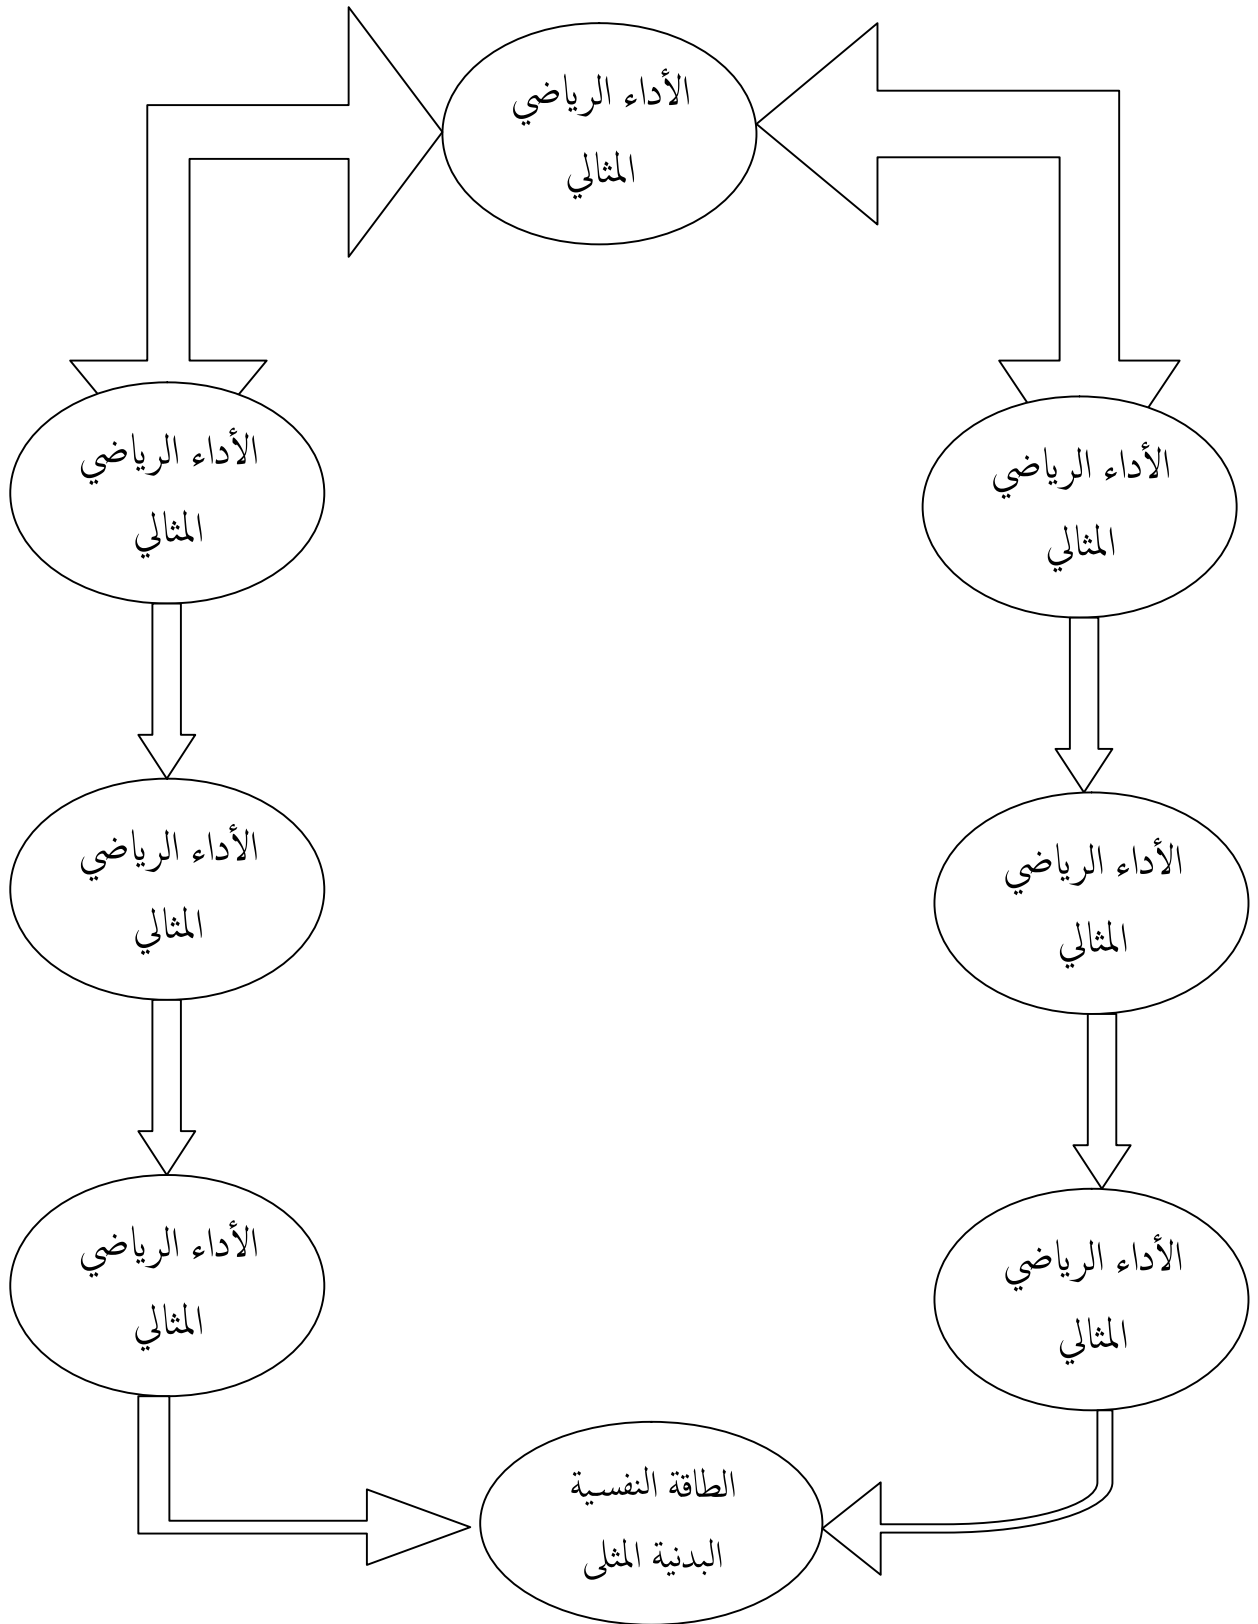 الأداء الرياضي
المثالي
الأداء الرياضي
المثالي
الأداء الرياضي
المثالي
الأداء الرياضي
المثالي
الأداء الرياضي
المثالي
الأداء الرياضي
المثالي
الأداء الرياضي
المثالي
الطاقة النفسية
البدنية المثلى